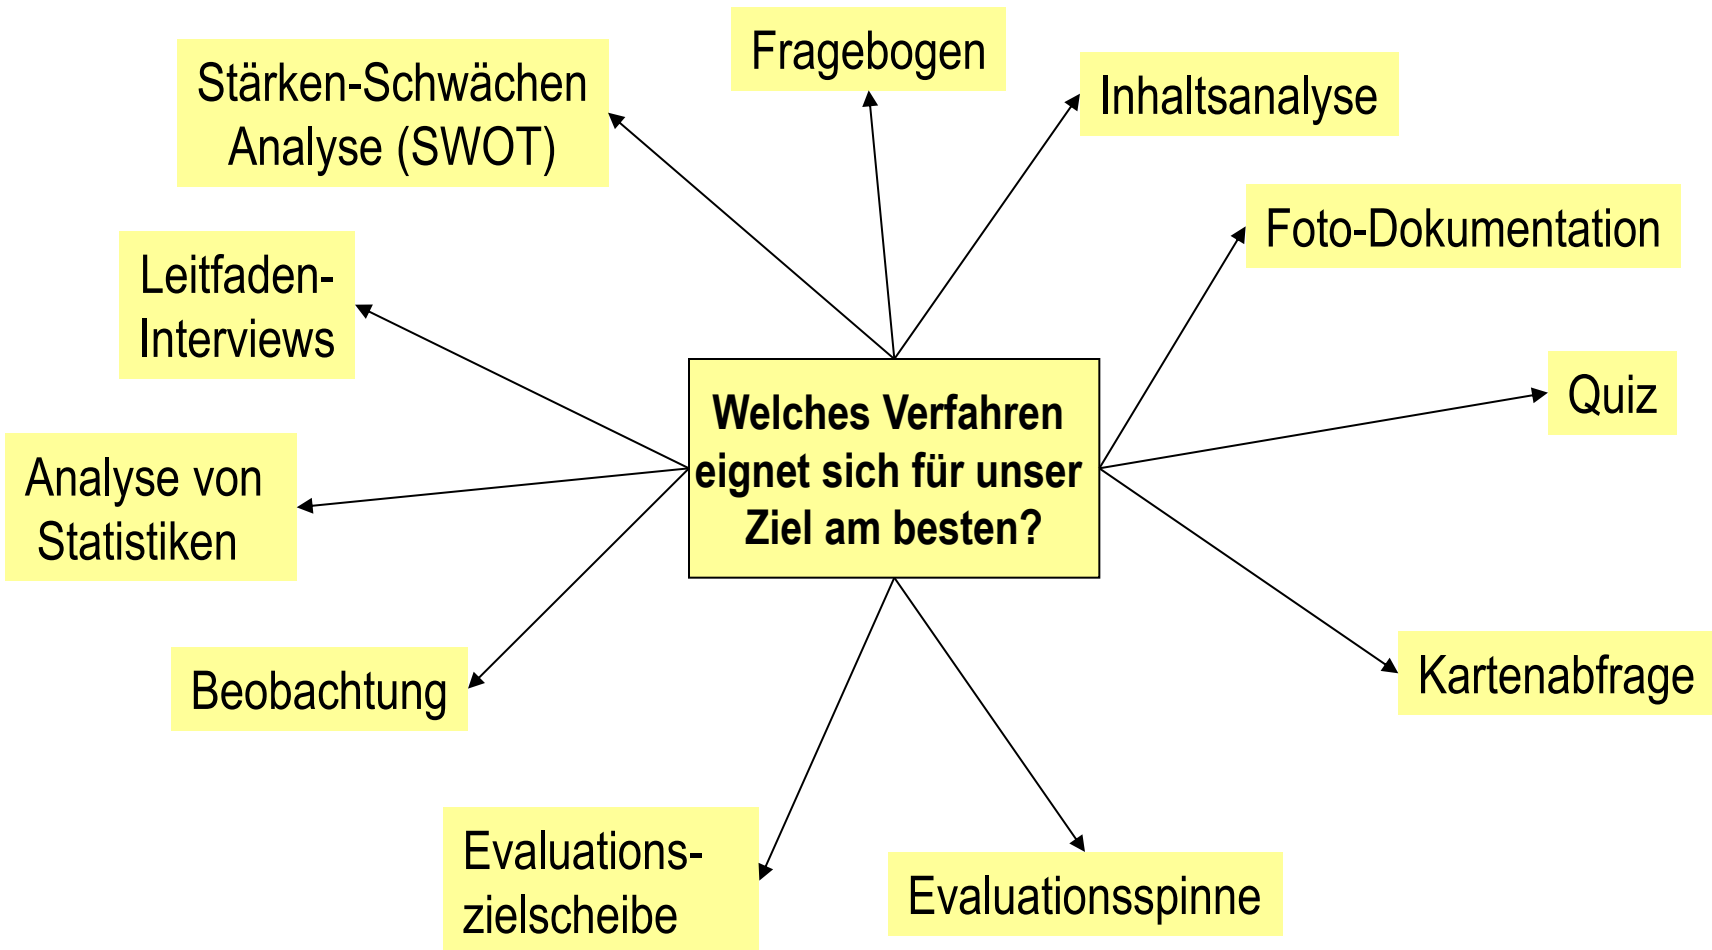 Fragebogen
Stärken-Schwächen
Analyse (SWOT)
Inhaltsanalyse
Foto-Dokumentation
Leitfaden-
Interviews
Quiz
Welches Verfahren
eignet sich für unser
Ziel am besten?
Analyse von
Statistiken
Beobachtung
Kartenabfrage
Evaluations-
zielscheibe
Evaluationsspinne